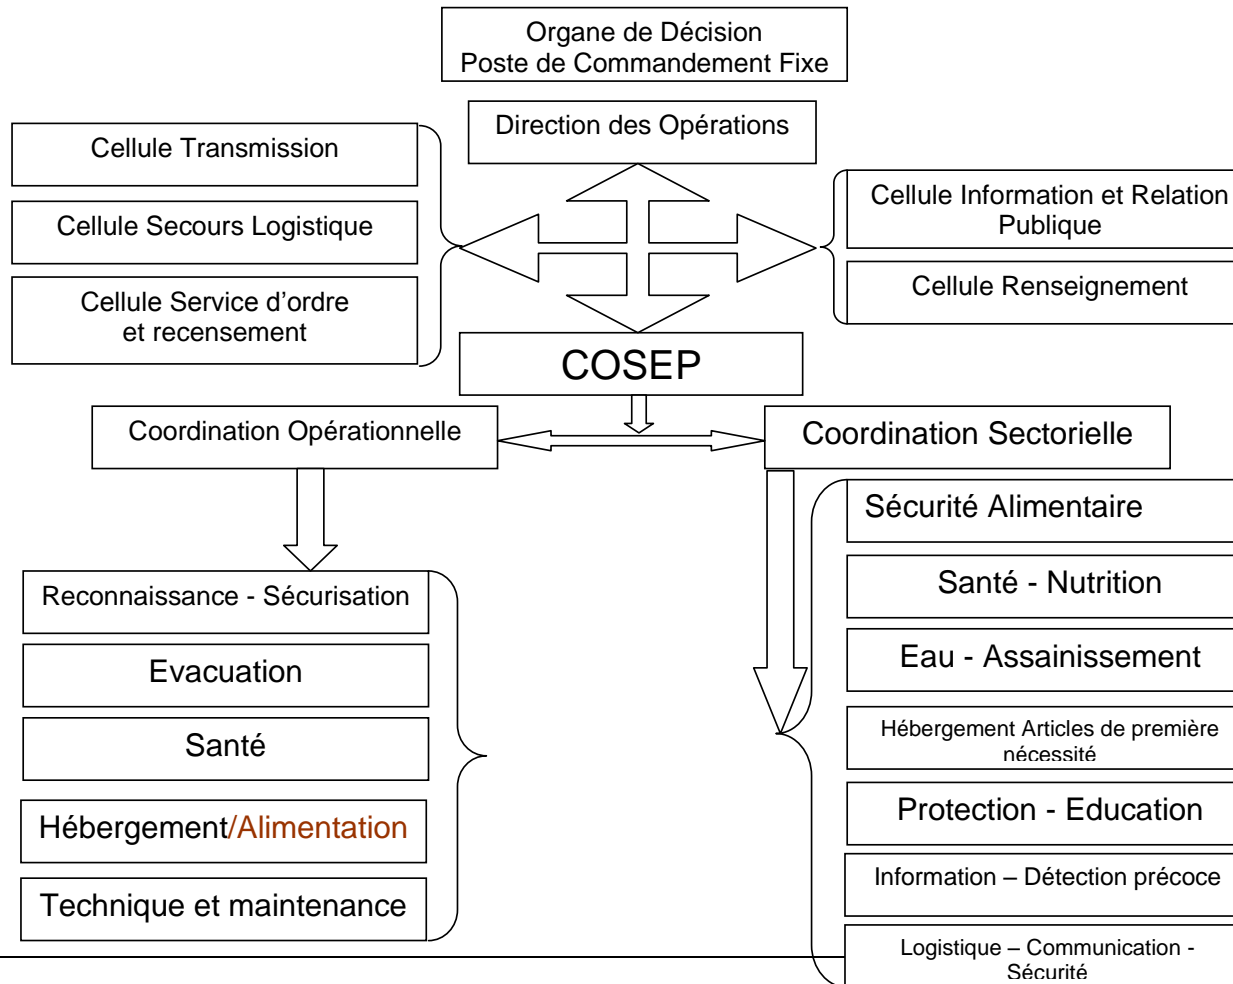 Organe de Décision
Poste de Commandement Fixe
Direction des Opérations
Cellule Transmission
Cellule Secours Logistique
Cellule Service d’ordre
et recensement
Cellule Information et Relation
Publique
Cellule Renseignement
COSEP
Coordination Opérationnelle
Coordination Sectorielle
Reconnaissance - Sécurisation
Evacuation
Santé
Hébergement/Alimentation
Technique et maintenance
Sécurité Alimentaire
Santé - Nutrition
Eau - Assainissement
Hébergement Articles de première
nécessité
Protection - Education
Information – Détection précoce
Logistique – Communication -
Sécurité